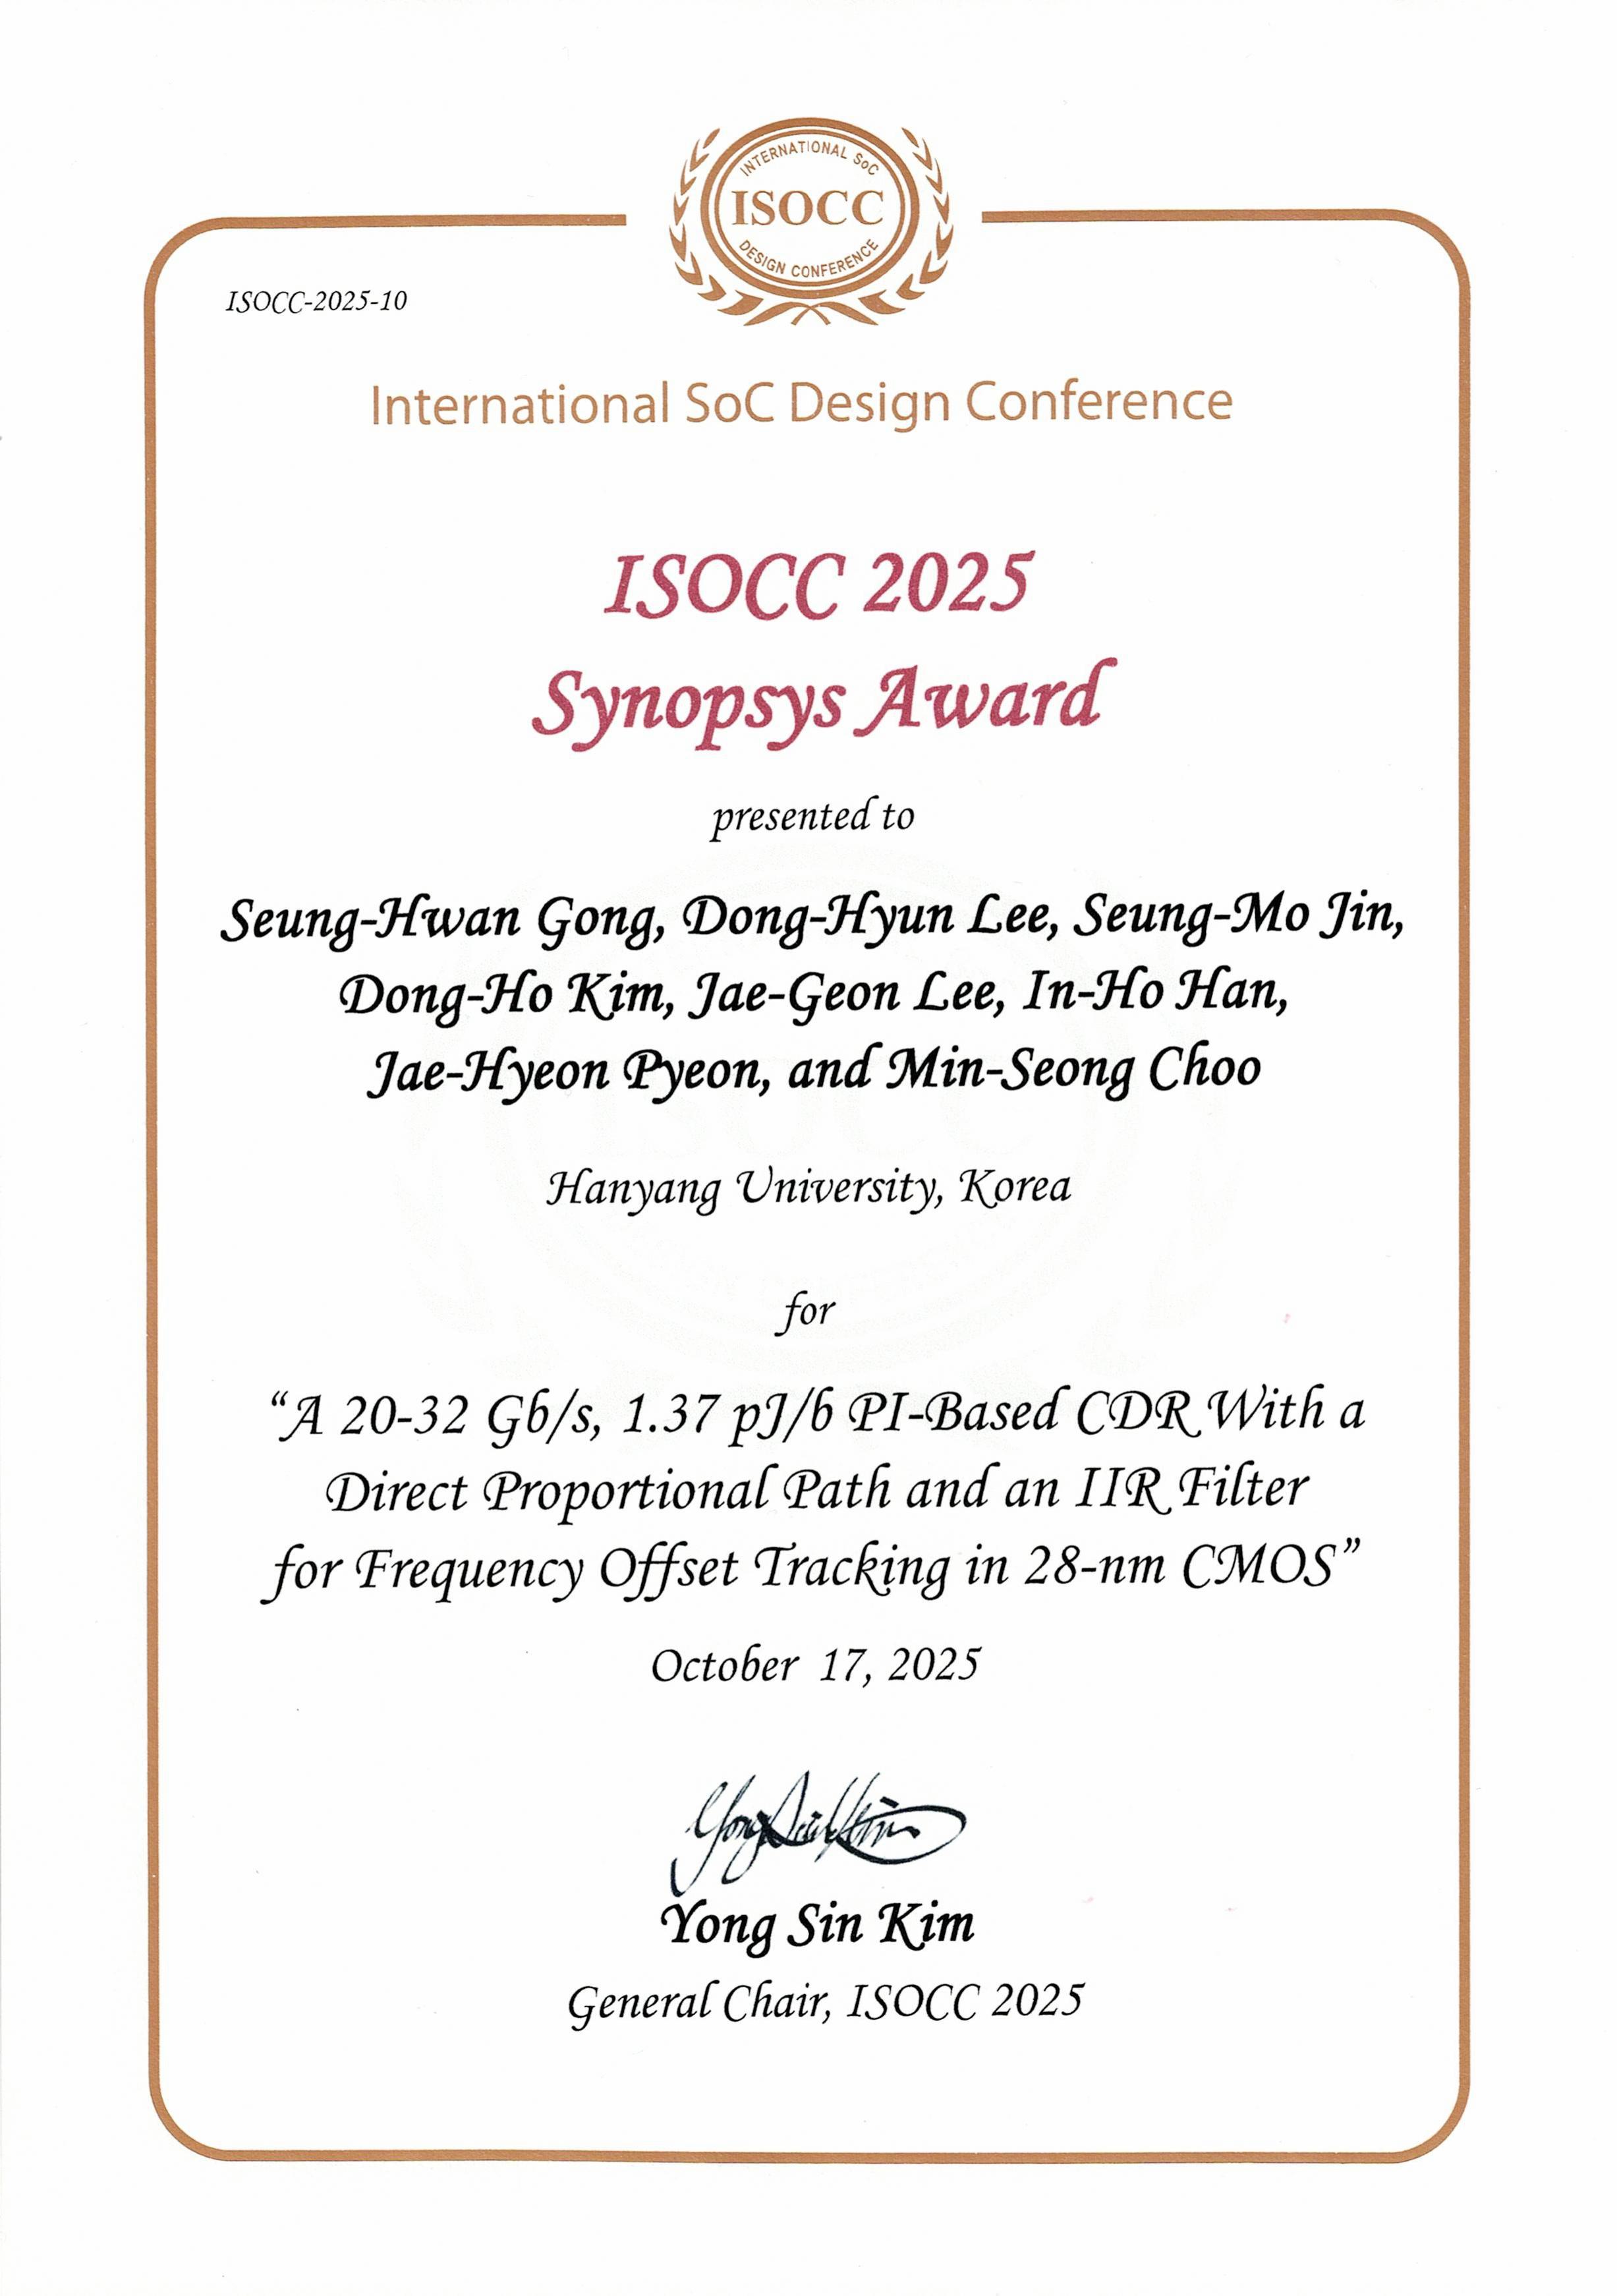 INTERNATIONAL SoC
ISOCC
DESIGN CONFERENCE
ISOCC-2025-10
International SoC Design Conference
ISOCC 2025
Synopsys Award
presented to
Seung-Hwan Gong, Dong-Hyun Lee, Seung-Mo Jin,
Dong-Ho Kim, Jae-Geon Lee, In-Ho Han,
Jae-Hyeon Pyeon, and Min-Seong Choo
Hanyang University, Korea
for
“A 20-32 Gb/s, 1.37 pJ/b PI-Based CDR With a
Direct Proportional Path and an IIR Filter
for Frequency Offset Tracking in 28-nm CMOS”
October 17, 2025
Yong Sin Kim
Yong Sin Kim
General Chair, ISOCC 2025